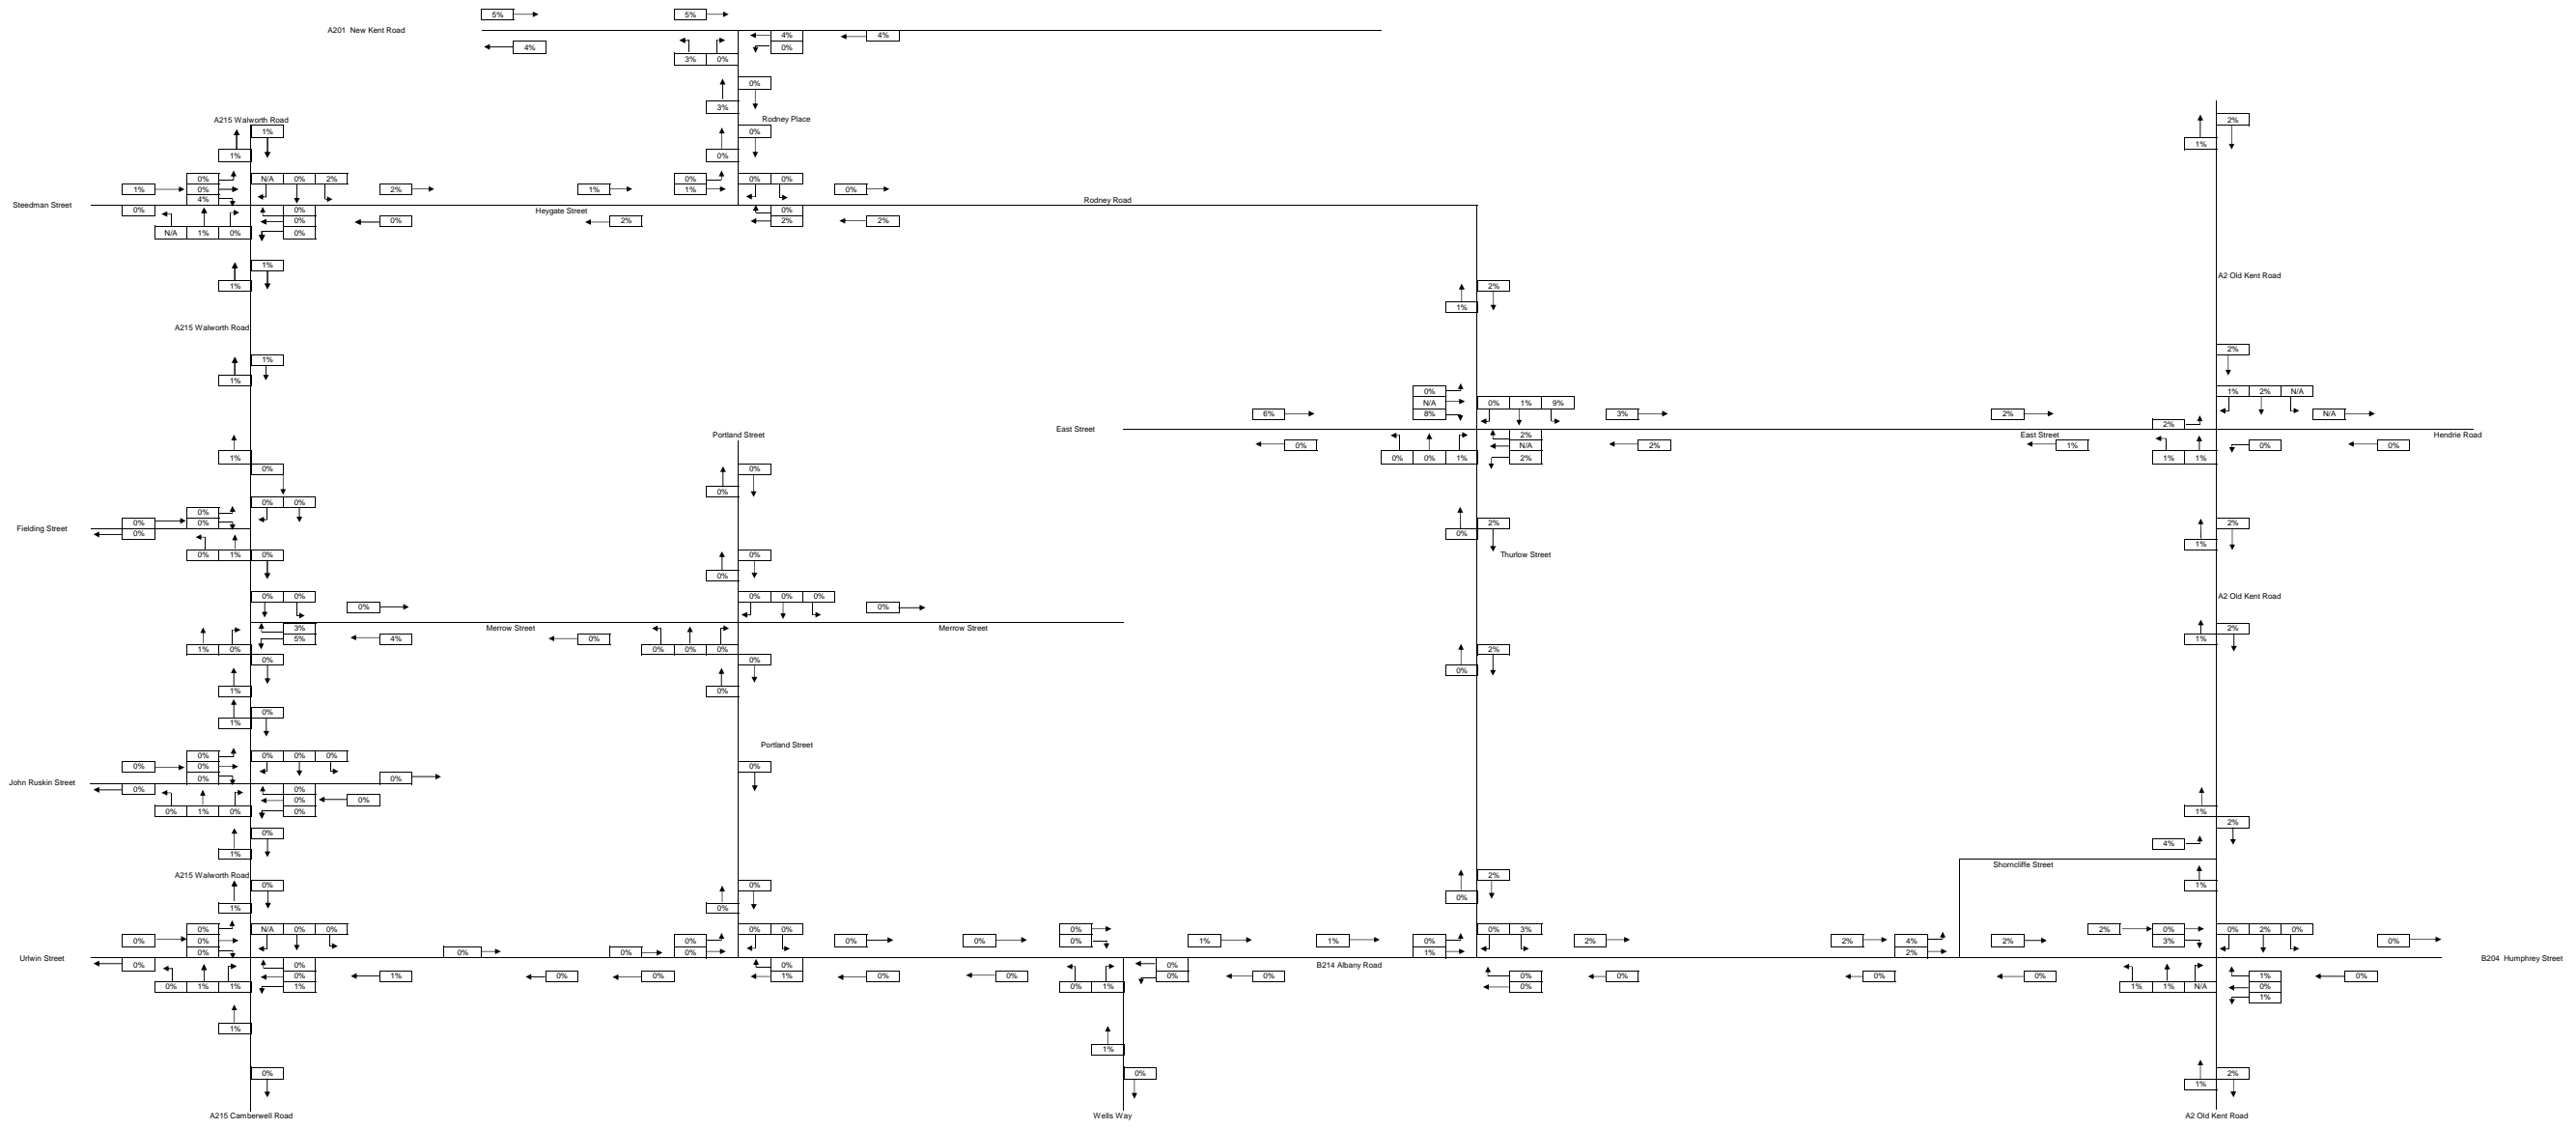 5% 5%
A201 New Kent Road
4% 4% 4%
0%
3% 0%
0%
3%
Rodney Place
A215 Walworth Road
1% 0% 2%
1% 0% 1%
N/A 0% 2% 0% 0% 0%
1% 0% 2% 1% 1% 0%
4%
Steedman Street Heygate Street Rodney Road
0% 0% 0%
0% 0% 2% 2% 2%
N/A 1% 0% 0%
1%
1%
A2 Old Kent Road
2%
1%
A215 Walworth Road
1% 2%
1%
0% 1% 2% N/A
N/A 0% 1% 9%
6% 8% 3% 2% N/A
2%
East Street East Street Hendrie Road
Portland Street
0% 2% 2% 1% 0% 0%
N/A
1% 0% 0% 1% 2% 1% 1%
0% 0%
0%
0% 0%
0%
0% 0% 2% 2%
Fielding Street
0% 0% 1%
0% 1% 0% 0%
Thurlow Street
0%
0% 0% 0% 0% 0%
A2 Old Kent Road
0% 0%
Merrow Street Merrow Street
3% 2%
5% 4% 0% 1%
1% 0% 0% 0% 0% 2%
0% 0%
0%
1% 0%
0%
1%
Portland Street
0% 0% 0% 0%
0% 0% 0%
0% 0%
John Ruskin Street
0% 0%
0% 0%
0% 1% 0% 0% 1%
2%
0%
4%
1%
Shorncliffe Street
A215 Walworth Road 2%
0% 0% 1%
0%
1% 0%
0% N/A 0% 0% 0% 0% 0% 0% 3% 2% 0% 0% 2% 0%
0% 0% 0% 0% 0% 0% 0% 1% 1% 0% 2% 2% 4% 2% 3% 0%
0% 0% 0% 1% 2%
Urlwin Street B214 Albany Road B204 Humphrey Street
0% 0% 0% 0%
0% 1% 0% 0% 1% 0% 0% 0% 0% 0% 0% 0% 0% 1% 0%
0% 1% 1% 1% 0% 1% 0% 1% 1% N/A 0%
1%
1%
1%
0% 0% 2%
1%
A215 Camberwell Road Wells Way A2 Old Kent Road